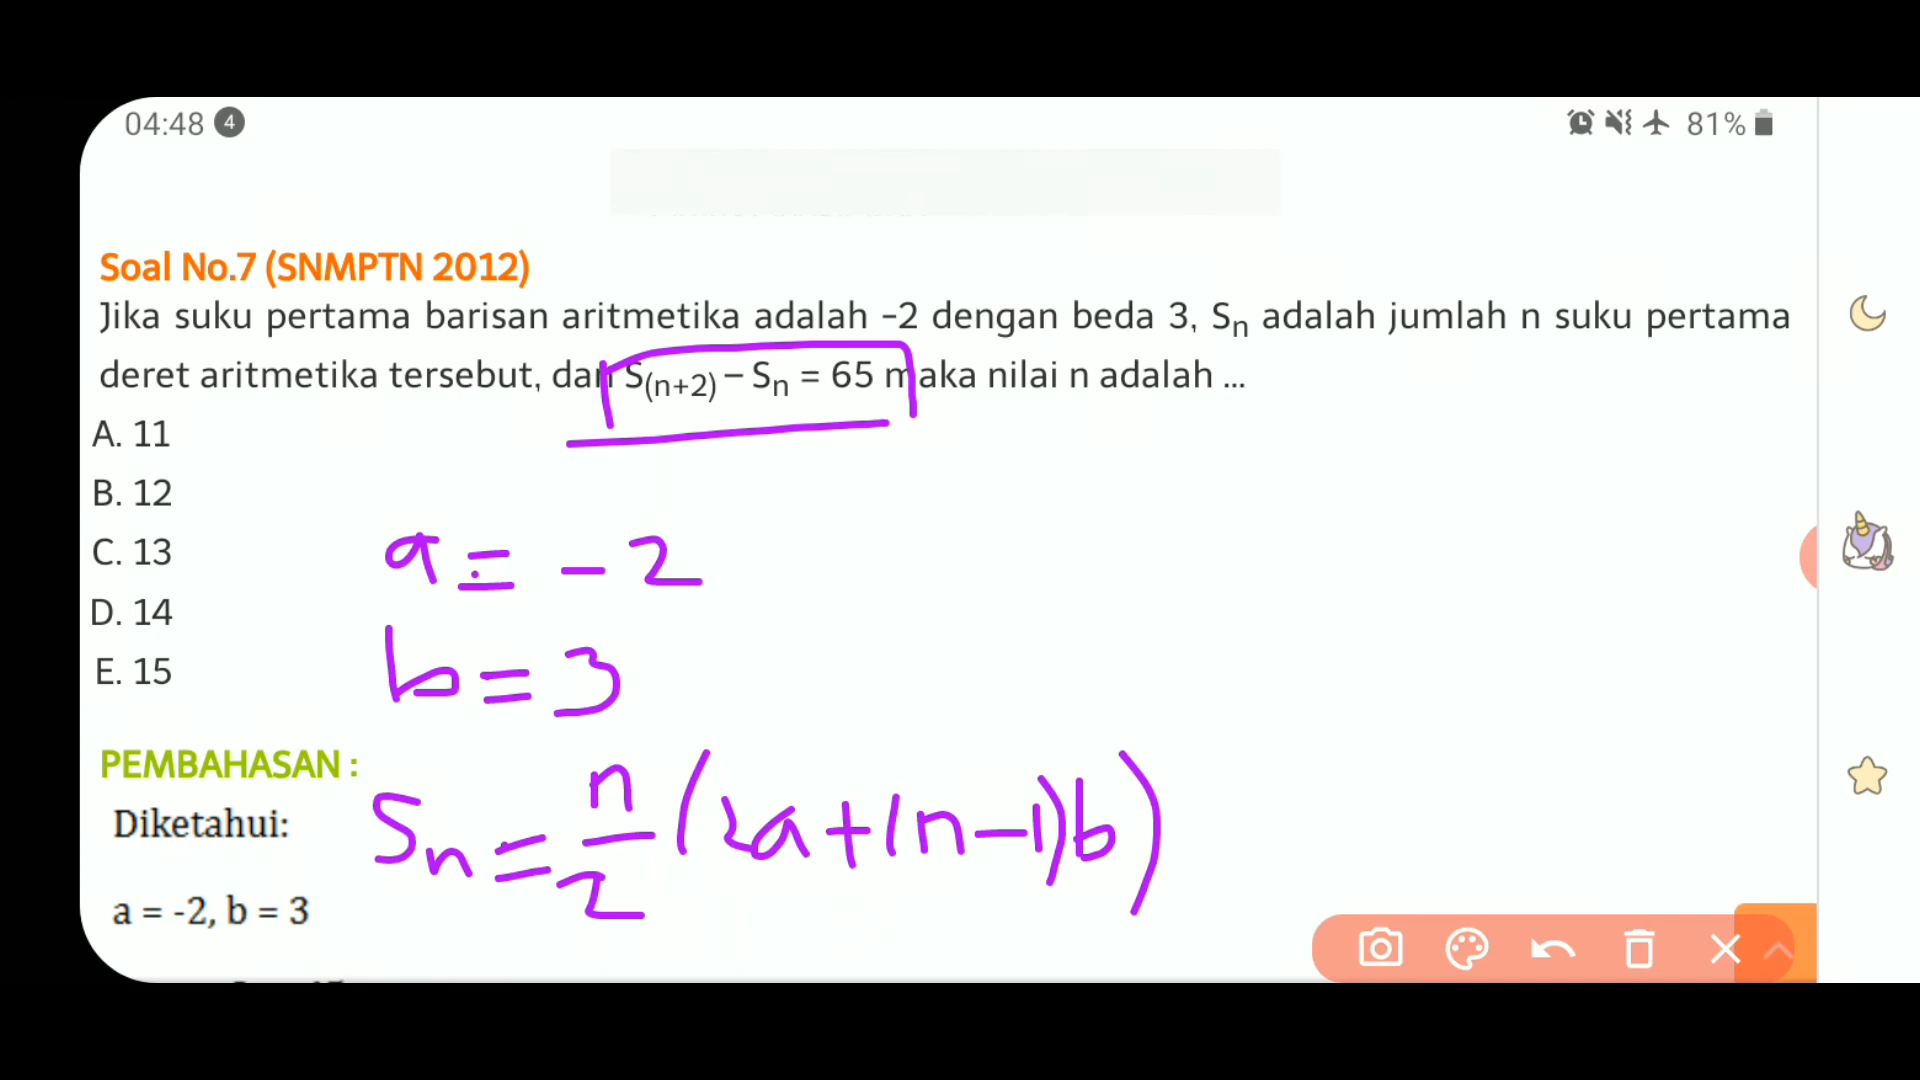 04:48 4 81%
Soal No.7 (SNMPTN 2012)
Jika suku pertama barisan aritmetika adalah -2 dengan beda 3, Sn adalah jumlah n suku pertama
deret aritmetika tersebut, dan S(n+2) – Sn = 65 maka nilai n adalah ...
A. 11
B. 12
C. 13
D. 14
E. 15
a = - 2
b = 3
PEMBAHASAN :
Diketahui:
Sn = n/2 (2a + (n - 1)b)
a = -2, b = 3